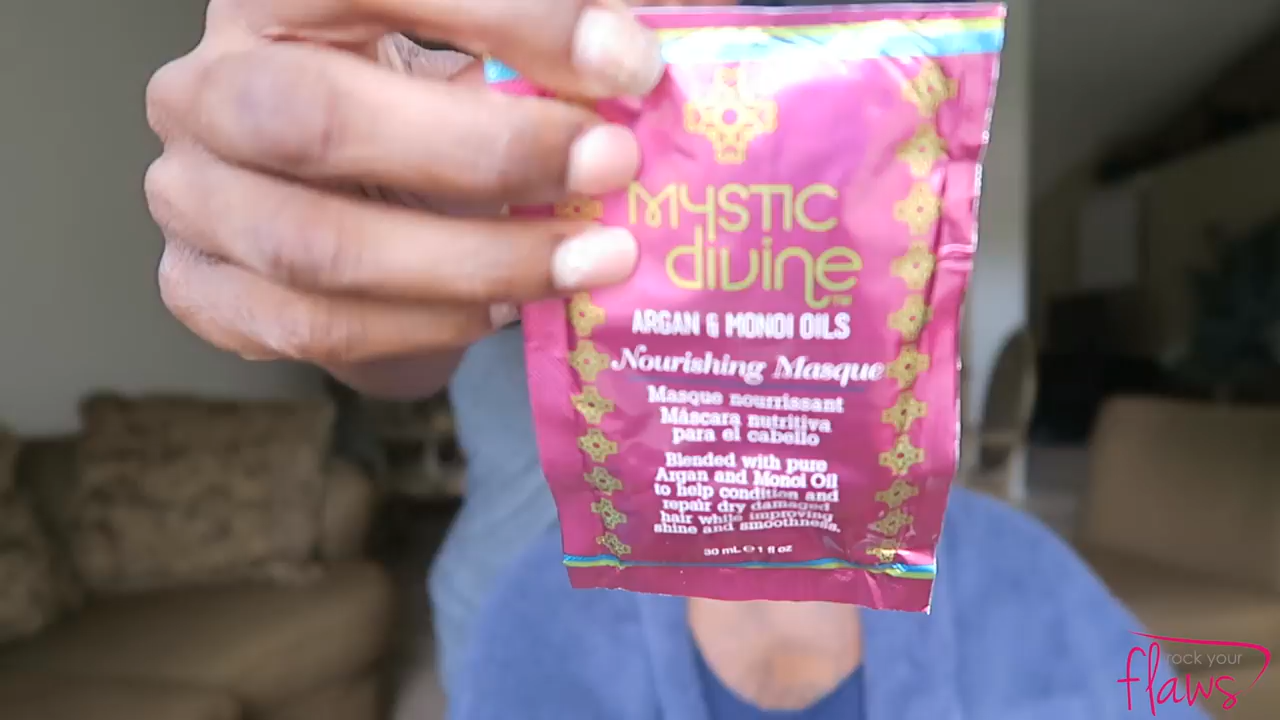 MYSTIC
divine
TM
ARGAN & MONOI OILS
Nourishing Masque
Masque nourrissant
Máscara nutritiva
para el cabello
Blended with pure
Argan and Monoi Oil
to help condition and
repair dry damaged
hair while improving
shine and smoothness.
30 mL ℮ 1 fl oz
rock your
flaws